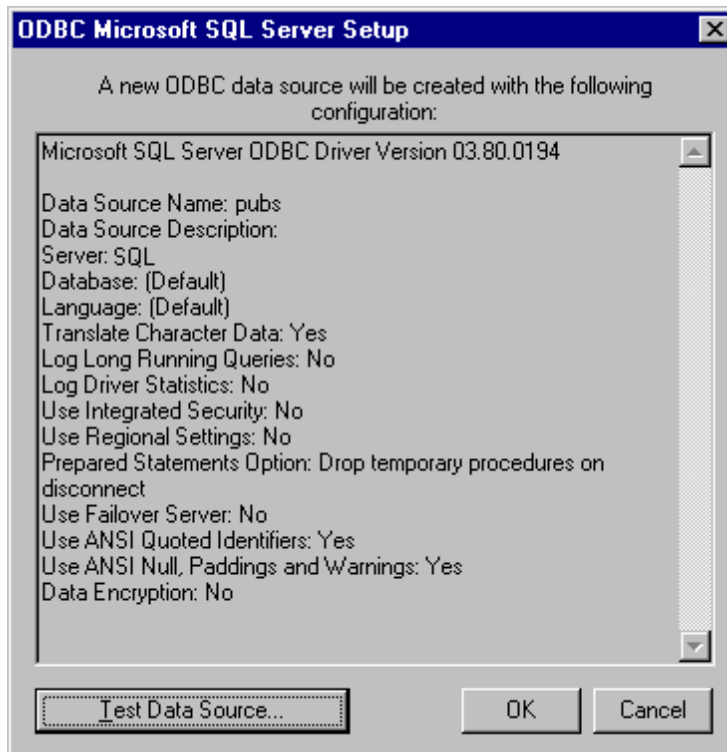 ODBC Microsoft SQL Server Setup
A new ODBC data source will be created with the following
configuration:
Microsoft SQL Server ODBC Driver Version 03.80.0194
Data Source Name: pubs
Data Source Description:
Server: SQL
Database: (Default)
Language: (Default)
Translate Character Data: Yes
Log Long Running Queries: No
Log Driver Statistics: No
Use Integrated Security: No
Use Regional Settings: No
Prepared Statements Option: Drop temporary procedures on
disconnect
Use Failover Server: No
Use ANSI Quoted Identifiers: Yes
Use ANSI Null, Paddings and Warnings: Yes
Data Encryption: No
Test Data Source...
OK
Cancel